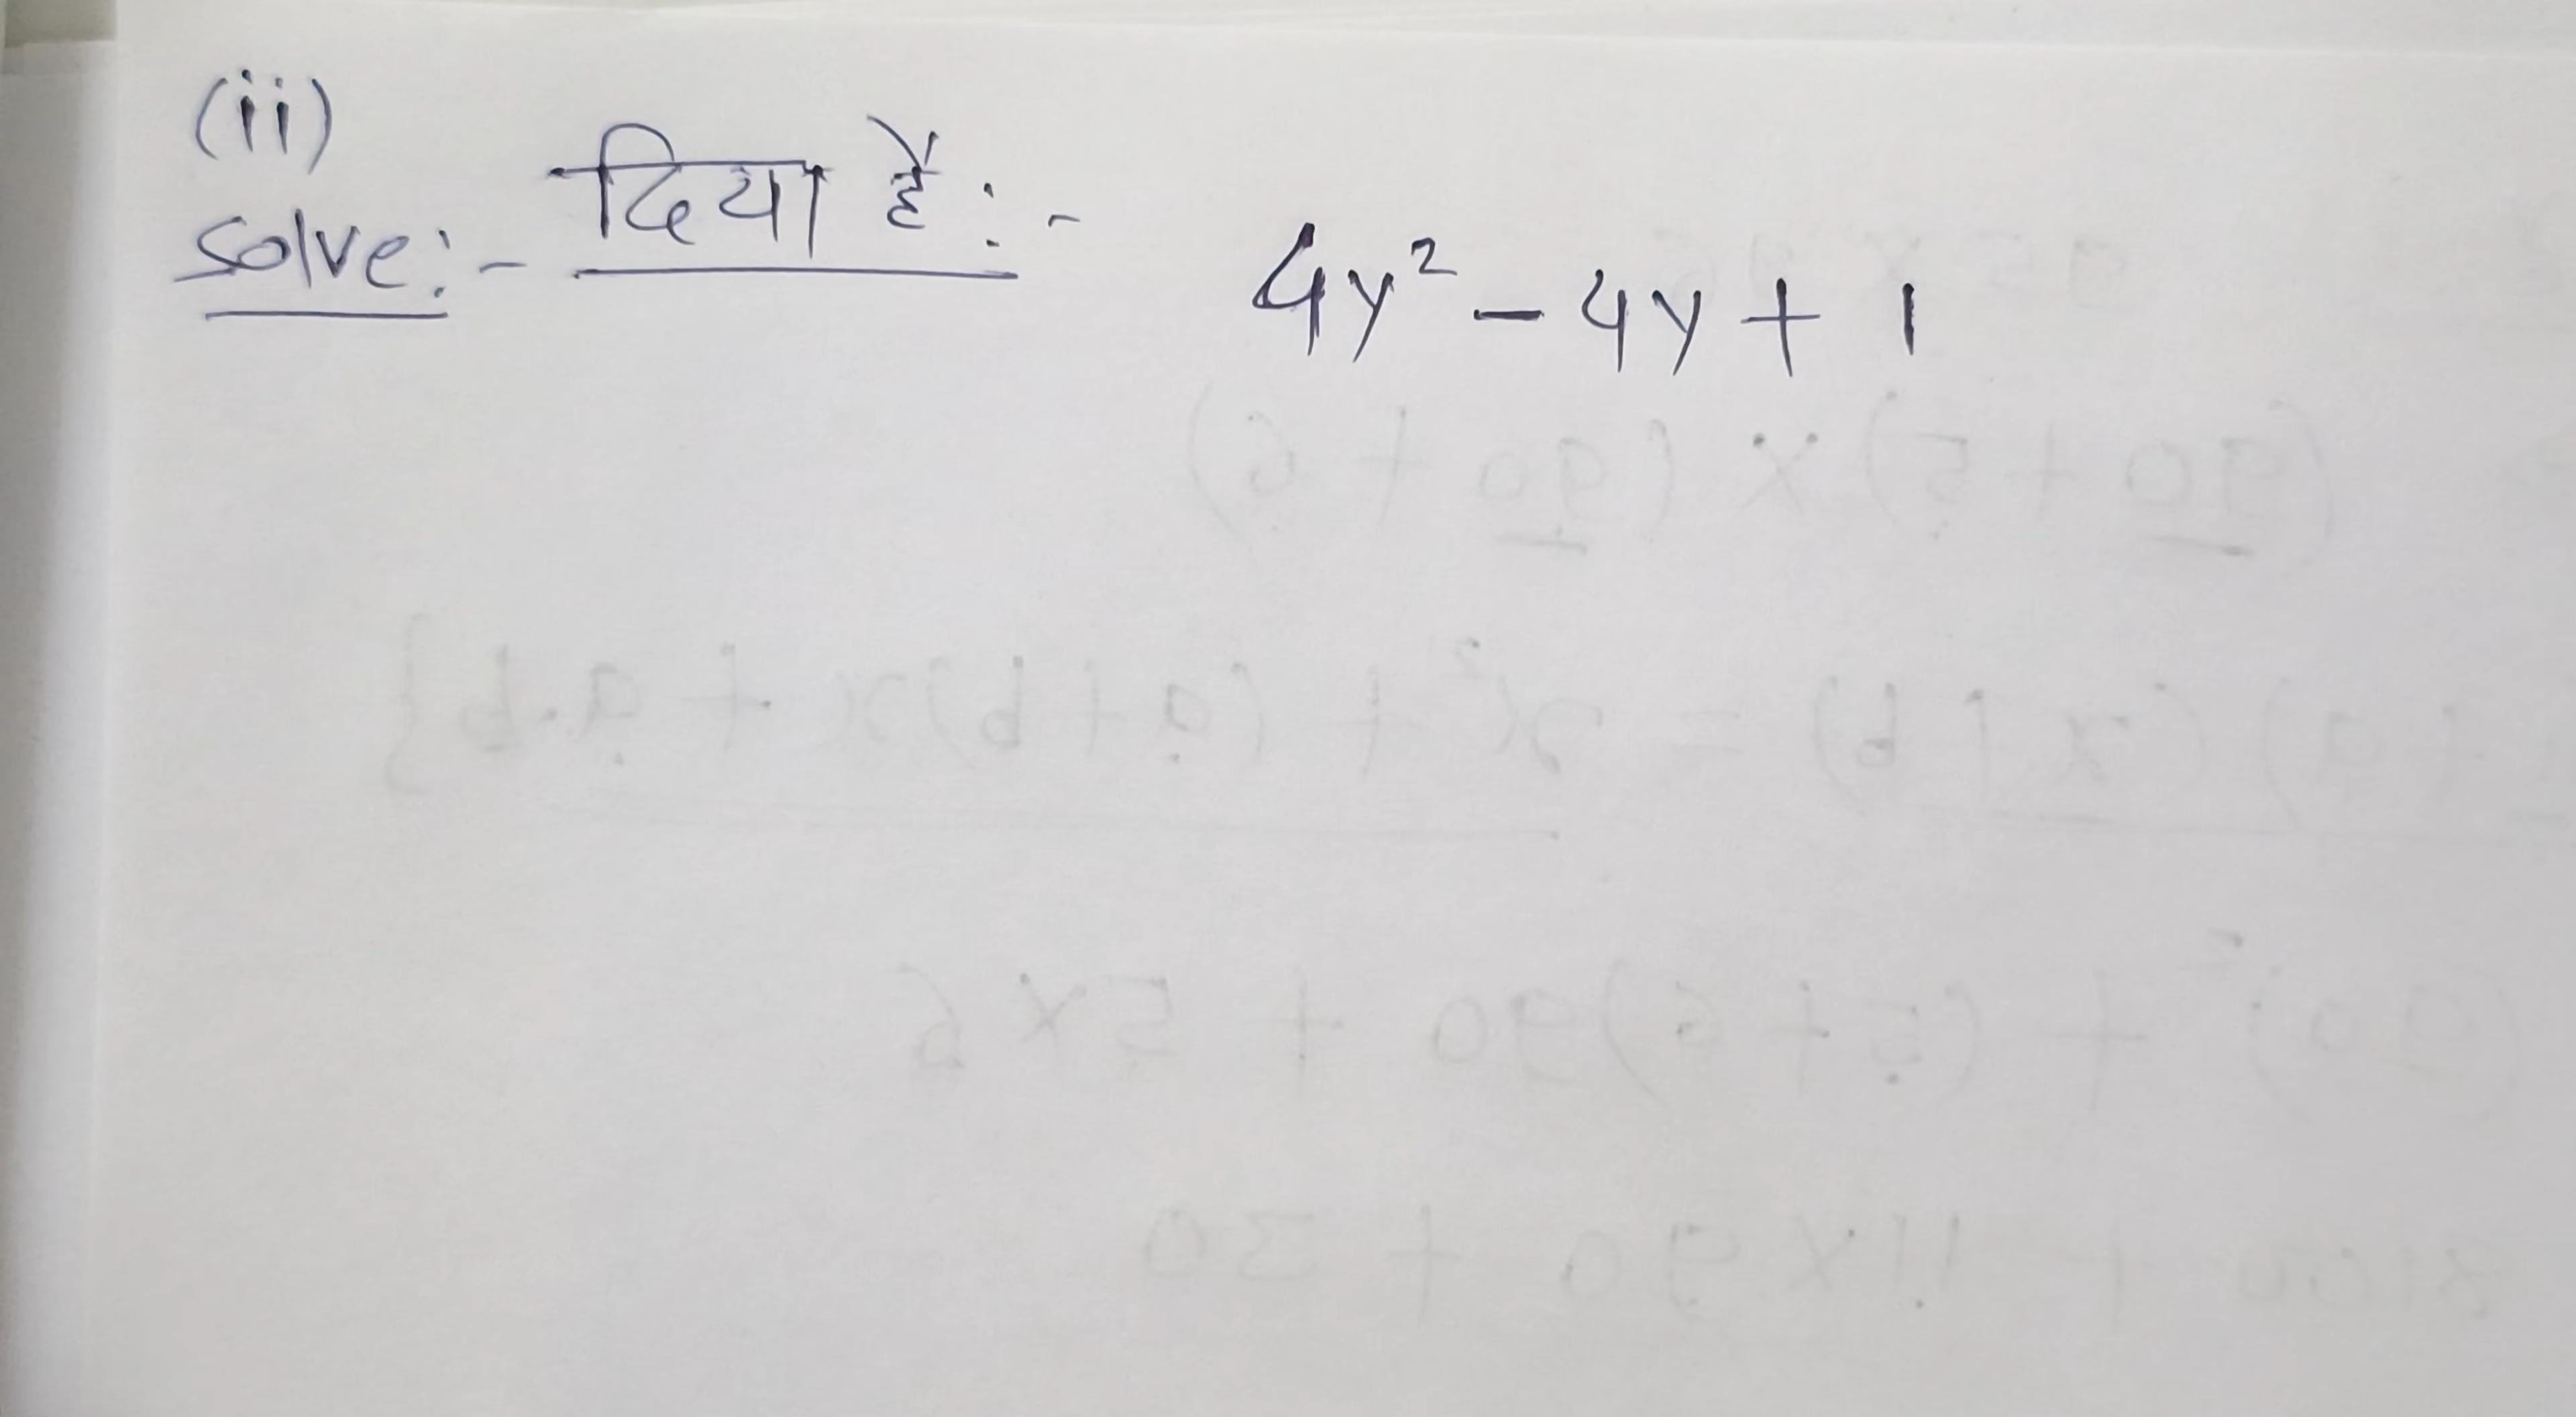 (ii)
solve:- दिया हैं:- 4y² - 4y + 1